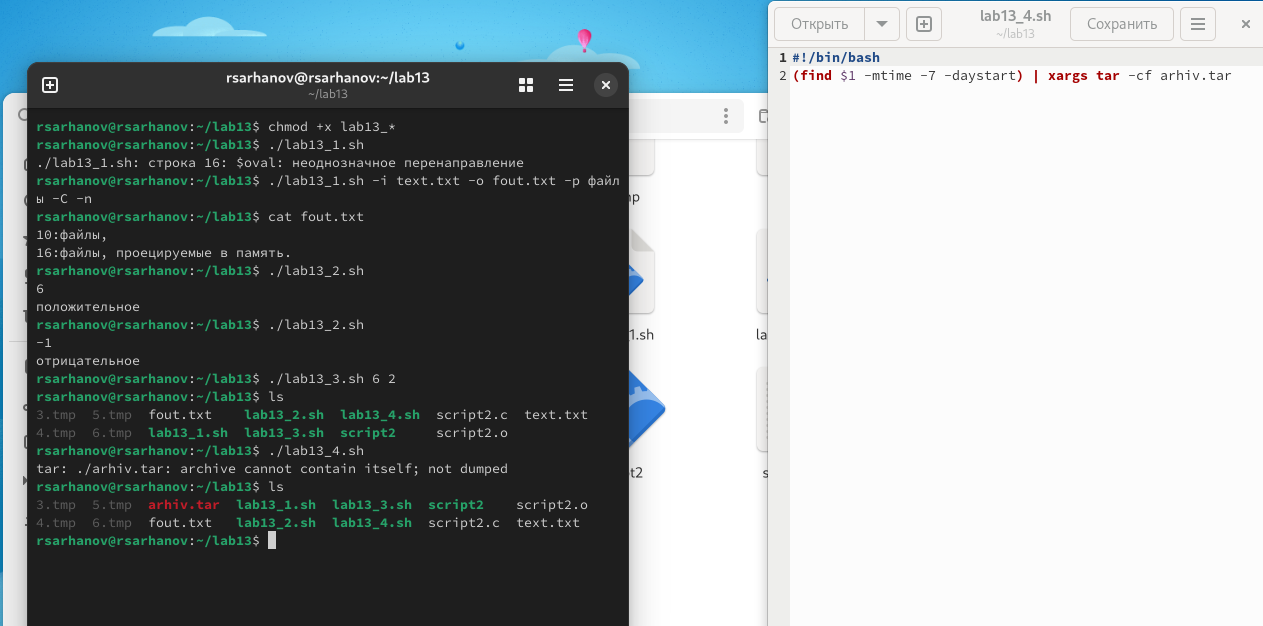 rsarhanov@rsarhanov:~/lab13
~/lab13
rsarhanov@rsarhanov:~/lab13$ chmod +x lab13_*
rsarhanov@rsarhanov:~/lab13$ ./lab13_1.sh
./lab13_1.sh: строка 16: $oval: неоднозначное перенаправление
rsarhanov@rsarhanov:~/lab13$ ./lab13_1.sh -i text.txt -o fout.txt -p файл
ы -C -n
rsarhanov@rsarhanov:~/lab13$ cat fout.txt
10:файлы,
16:файлы, проецируемые в память.
rsarhanov@rsarhanov:~/lab13$ ./lab13_2.sh
6
положительное
rsarhanov@rsarhanov:~/lab13$ ./lab13_2.sh
-1
отрицательное
rsarhanov@rsarhanov:~/lab13$ ./lab13_3.sh 6 2
rsarhanov@rsarhanov:~/lab13$ ls
3.tmp 5.tmp fout.txt lab13_2.sh lab13_4.sh script2.c text.txt
4.tmp 6.tmp lab13_1.sh lab13_3.sh script2 script2.o
rsarhanov@rsarhanov:~/lab13$ ./lab13_4.sh
tar: ./arhiv.tar: archive cannot contain itself; not dumped
rsarhanov@rsarhanov:~/lab13$ ls
3.tmp 5.tmp arhiv.tar lab13_1.sh lab13_3.sh script2 script2.o
4.tmp 6.tmp fout.txt lab13_2.sh lab13_4.sh script2.c text.txt
rsarhanov@rsarhanov:~/lab13$
Открыть
lab13_4.sh
~/lab13
Сохранить
1 #!/bin/bash
2 (find $1 -mtime -7 -daystart) | xargs tar -cf arhiv.tar